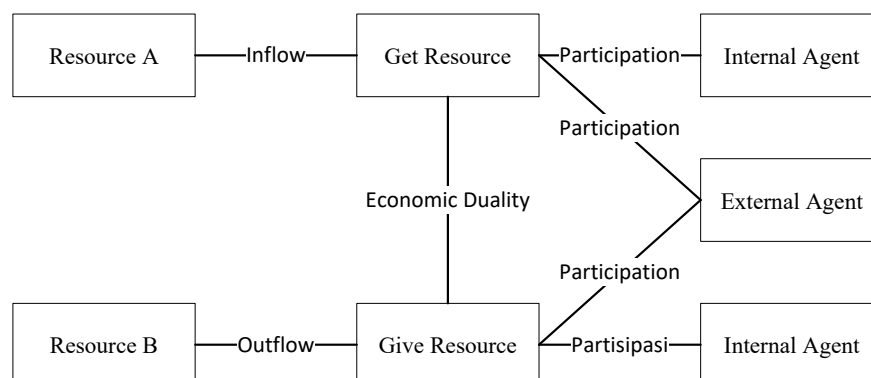 Resource A
Inflow
Get Resource
Participation
Internal Agent
Participation
Economic Duality
External Agent
Participation
Resource B
Outflow
Give Resource
Partisipasi
Internal Agent